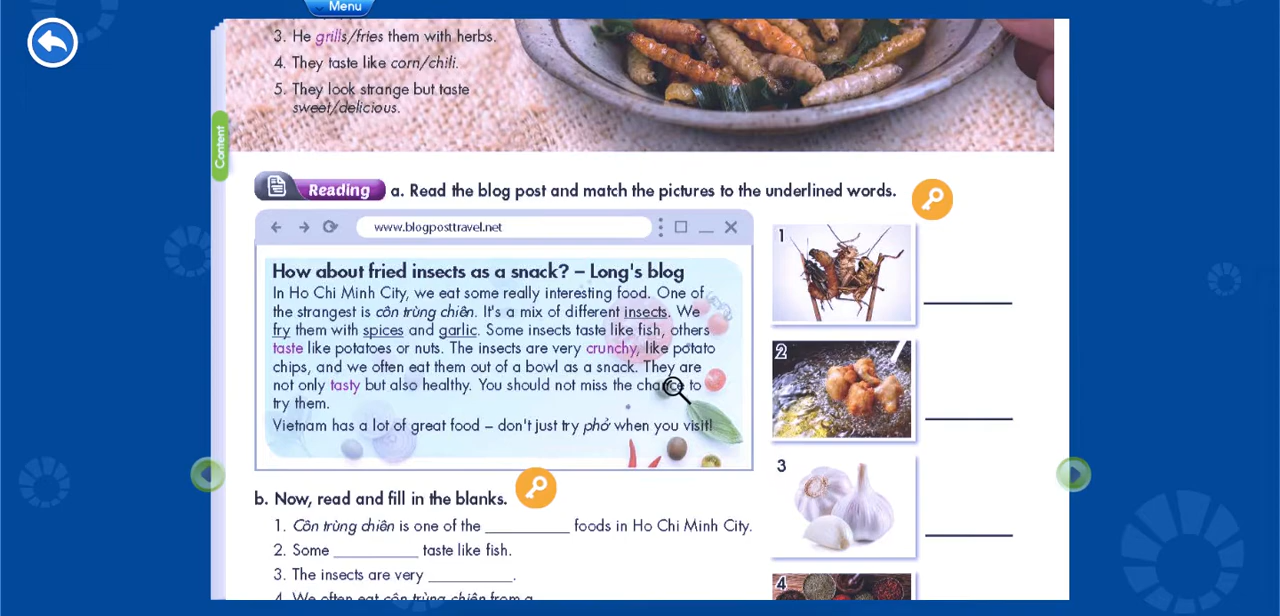 Menu
3. He grills/fries them with herbs.
4. They taste like corn/chili.
5. They look strange but taste
sweet/delicious.
Content
Reading a. Read the blog post and match the pictures to the underlined words.
www.blogposttravel.net
How about fried insects as a snack? – Long's blog
In Ho Chi Minh City, we eat some really interesting food. One of
the strangest is côn trùng chiên. It's a mix of different insects. We
fry them with spices and garlic. Some insects taste like fish, others
taste like potatoes or nuts. The insects are very crunchy, like potato
chips, and we often eat them out of a bowl as a snack. They are
not only tasty but also healthy. You should not miss the chance to
try them.
Vietnam has a lot of great food – don't just try phở when you visit!
1
2
3
4
b. Now, read and fill in the blanks.
1. Côn trùng chiên is one of the __________ foods in Ho Chi Minh City.
2. Some __________ taste like fish.
3. The insects are very __________.
4. We often eat côn trùng chiên from a